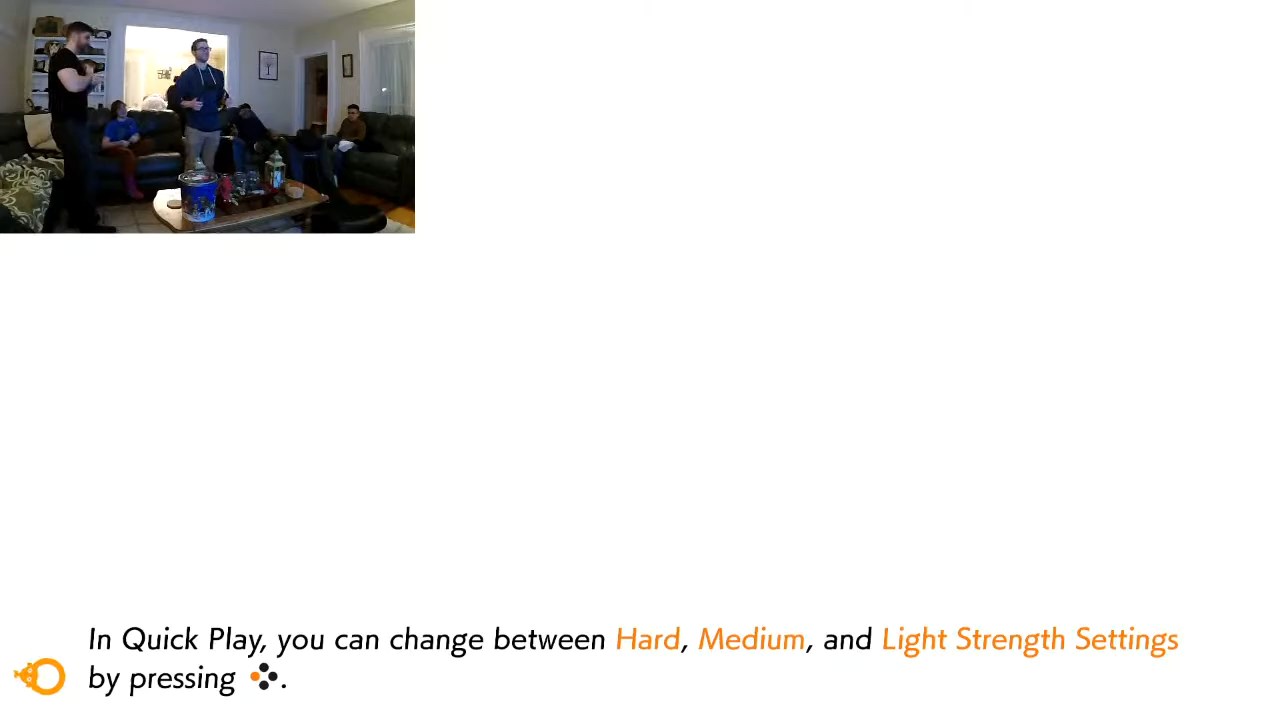 In Quick Play, you can change between Hard, Medium, and Light Strength Settings
by pressing .